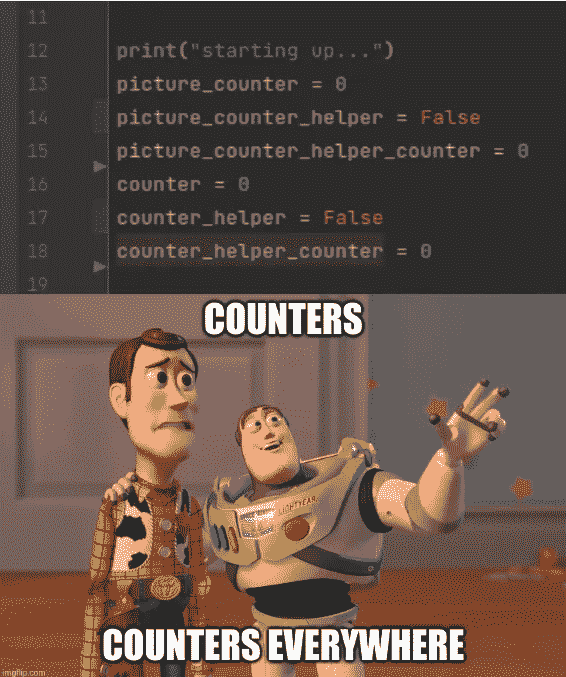 11
12 print("starting up...")
13 picture_counter = 0
14 picture_counter_helper = False
15 picture_counter_helper_counter = 0
16 counter = 0
17 counter_helper = False
18 counter_helper_counter = 0
19
COUNTERS
LIGHTYEAR
COUNTERS EVERYWHERE
imgflip.com